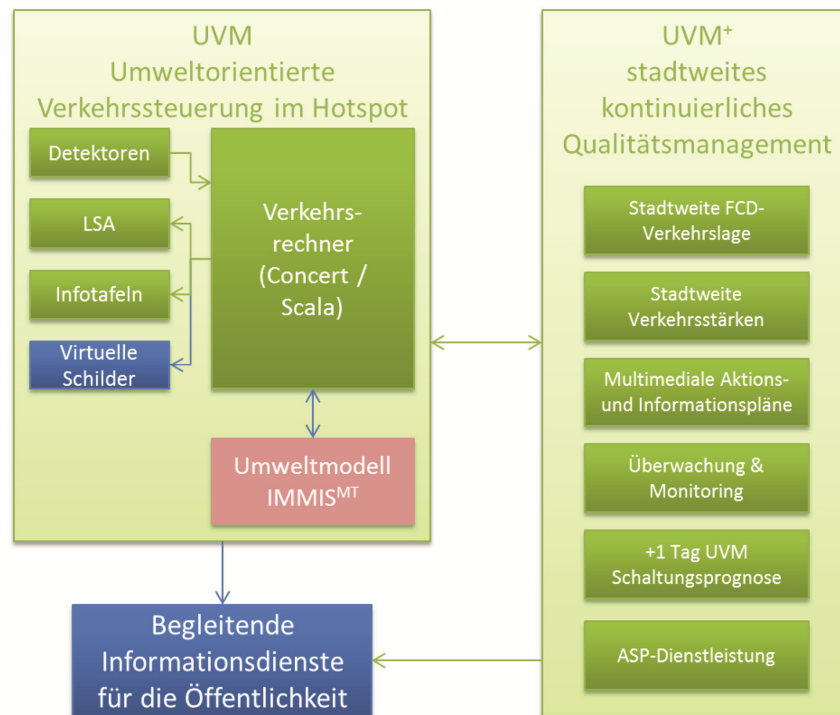 UVM
Umweltorientierte
Verkehrssteuerung im Hotspot
Detektoren
LSA
Infotafeln
Virtuelle
Schilder
Verkehrs-
rechner
(Concert /
Scala)
Umweltmodell
IMMISᴹᵀ
Begleitende
Informationsdienste
für die Öffentlichkeit
UVM⁺
stadtweites
kontinuierliches
Qualitätsmanagement
Stadtweite FCD-
Verkehrslage
Stadtweite
Verkehrsstärken
Multimediale Aktions-
und Informationspläne
Überwachung &
Monitoring
+1 Tag UVM
Schaltungsprognose
ASP-Dienstleistung